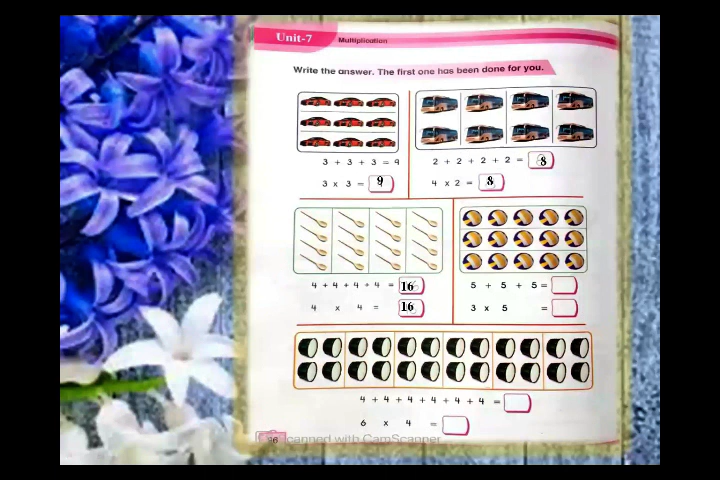 Unit-7
Multiplication
Write the answer. The first one has been done for you.
3 + 3 + 3 = 9
3 x 3 = 9
2 + 2 + 2 + 2 = 8
4 x 2 = 8
4 + 4 + 4 + 4 = 16
4 x 4 = 16
5 + 5 + 5 =
3 x 5 =
4 + 4 + 4 + 4 + 4 + 4 =
6 x 4 =
96
canned with CamScanner